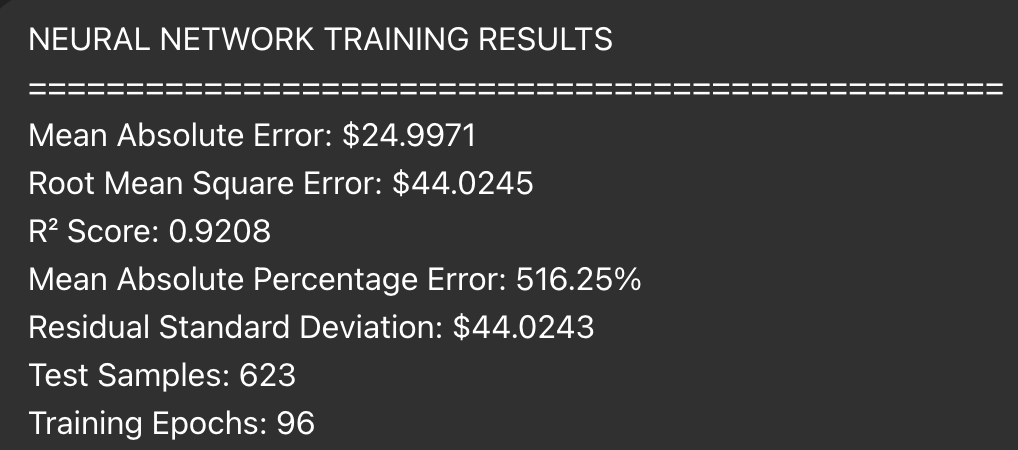 NEURAL NETWORK TRAINING RESULTS
==================================================
Mean Absolute Error: $24.9971
Root Mean Square Error: $44.0245
R² Score: 0.9208
Mean Absolute Percentage Error: 516.25%
Residual Standard Deviation: $44.0243
Test Samples: 623
Training Epochs: 96